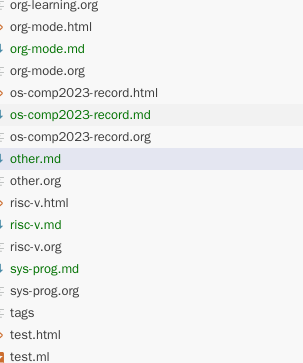 org-learning.org
org-mode.html
org-mode.md
org-mode.org
os-comp2023-record.html
os-comp2023-record.md
os-comp2023-record.org
other.md
other.org
risc-v.html
risc-v.md
risc-v.org
sys-prog.md
sys-prog.org
tags
test.html
test.ml